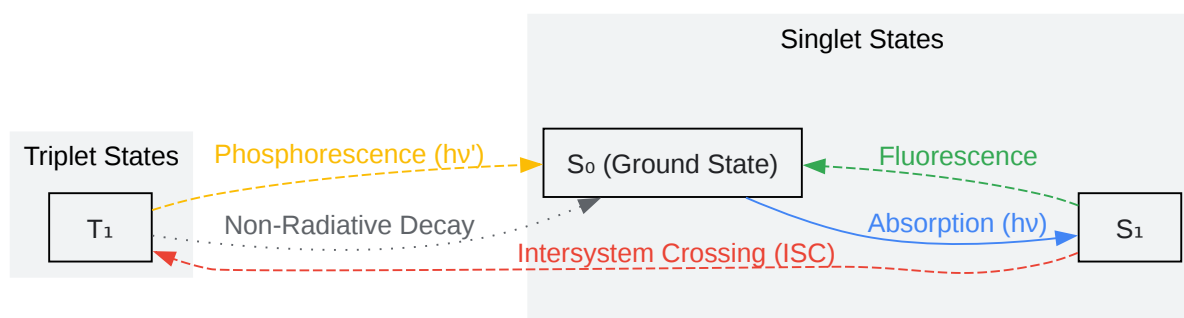 Singlet States
Triplet States
Phosphorescence (hν')
S₀ (Ground State)
Fluorescence
T₁
Non-Radiative Decay
Absorption (hν)
S₁
Intersystem Crossing (ISC)